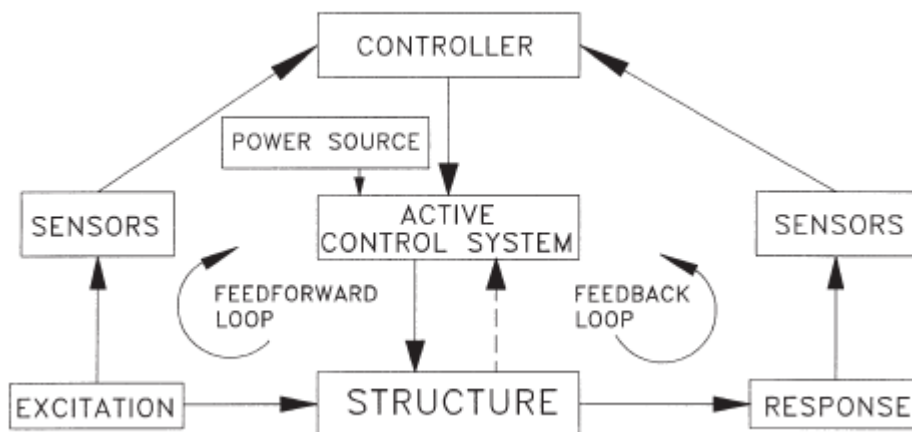 CONTROLLER
POWER SOURCE
SENSORS
ACTIVE
CONTROL SYSTEM
SENSORS
FEEDFORWARD
LOOP
FEEDBACK
LOOP
EXCITATION
STRUCTURE
RESPONSE